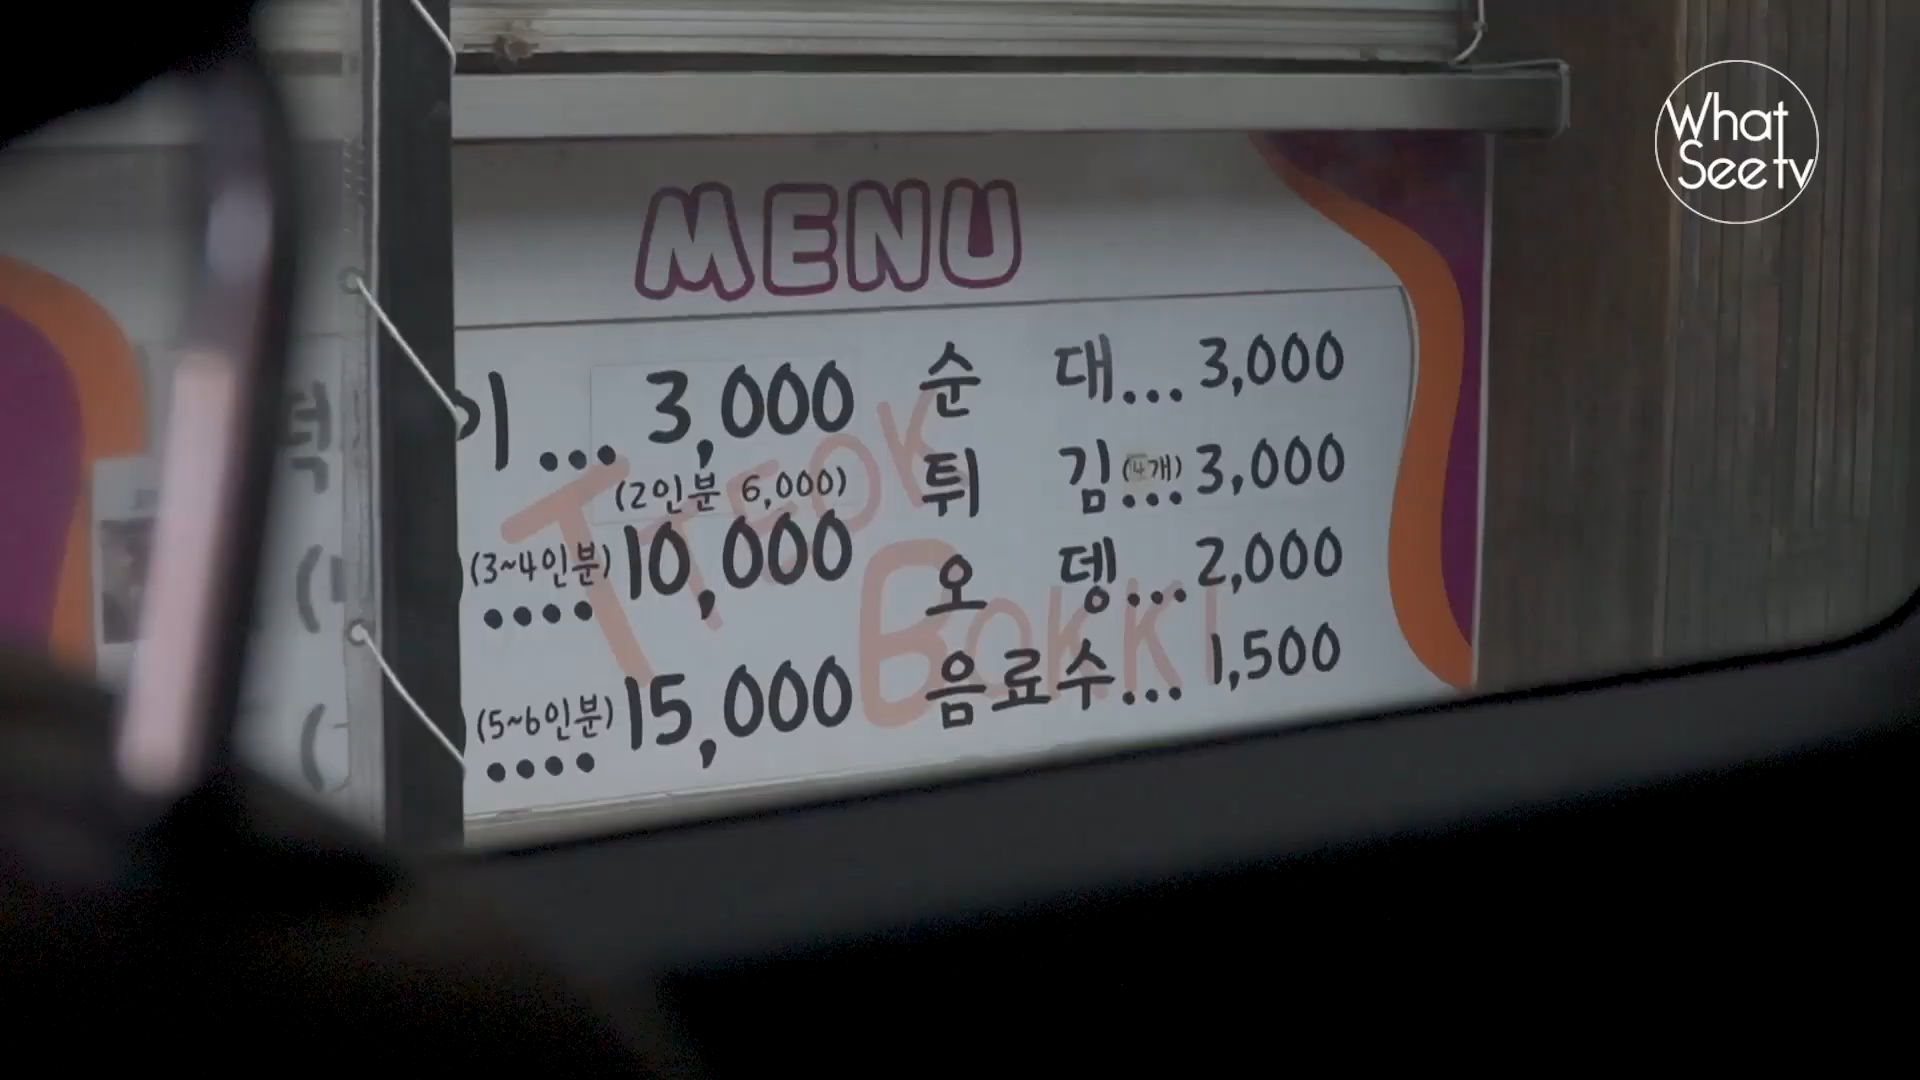 What
See tv
MENU
이... 3,000
(2인분 6,000)
(3~4인분) .... 10,000
(5~6인분) .... 15,000
순 대... 3,000
튀 김(4개)... 3,000
오 뎅... 2,000
음료수... 1,500
TTEOK
BOKKI